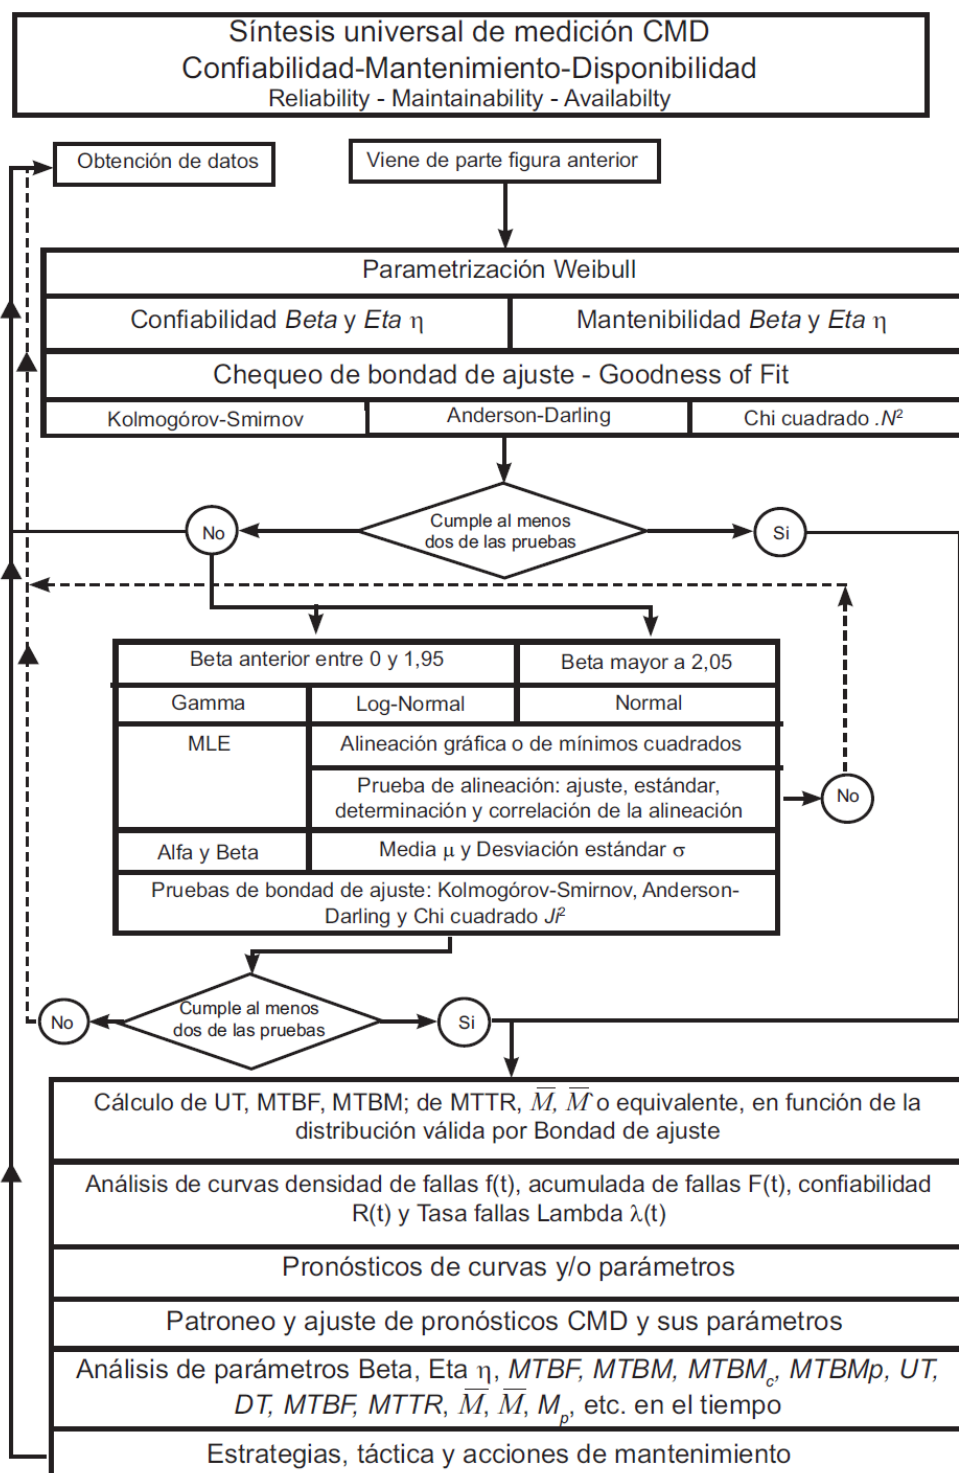 Síntesis universal de medición CMD
Confiabilidad-Mantenimiento-Disponibilidad
Reliability - Maintainability - Availabilty
Obtención de datos
Viene de parte figura anterior
Parametrización Weibull
Confiabilidad Beta y Eta η
Mantenibilidad Beta y Eta η
Chequeo de bondad de ajuste - Goodness of Fit
Kolmogórov-Smirnov
Anderson-Darling
Chi cuadrado .N²
No
Cumple al menos
dos de las pruebas
Si
Beta anterior entre 0 y 1,95
Beta mayor a 2,05
Gamma
Log-Normal
Normal
MLE
Alineación gráfica o de mínimos cuadrados
Prueba de alineación: ajuste, estándar,
determinación y correlación de la alineación
No
Alfa y Beta
Media μ y Desviación estándar σ
Pruebas de bondad de ajuste: Kolmogórov-Smirnov, Anderson-
Darling y Chi cuadrado Ji²
No
Cumple al menos
dos de las pruebas
Si
Cálculo de UT, MTBF, MTBM; de MTTR, M̅, M̅ o equivalente, en función de la
distribución válida por Bondad de ajuste
Análisis de curvas densidad de fallas f(t), acumulada de fallas F(t), confiabilidad
R(t) y Tasa fallas Lambda λ(t)
Pronósticos de curvas y/o parámetros
Patroneo y ajuste de pronósticos CMD y sus parámetros
Análisis de parámetros Beta, Eta η, MTBF, MTBM, MTBMc, MTBMp, UT,
DT, MTBF, MTTR, M̅, M̅, Mp, etc. en el tiempo
Estrategias, táctica y acciones de mantenimiento